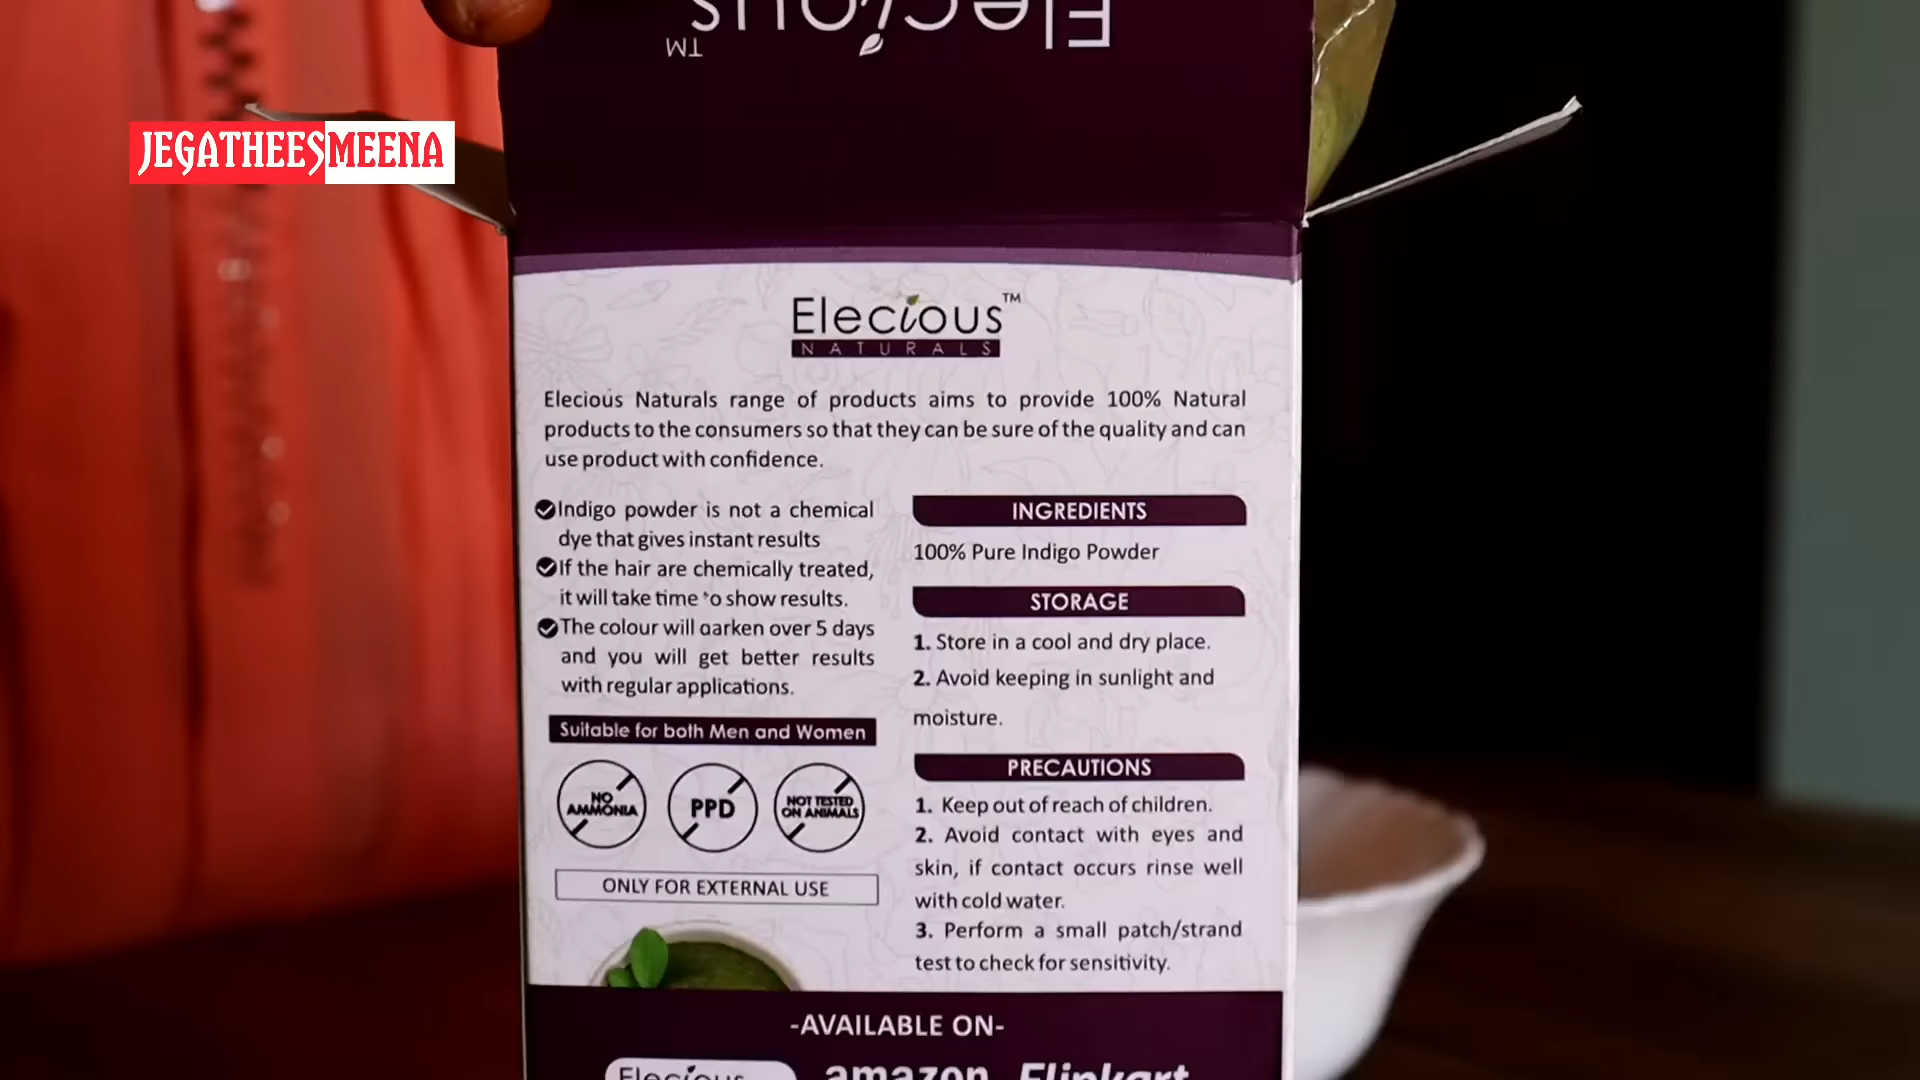 Elecious™
JEGATHEESMEENA
Elecious™
NATURALS
Elecious Naturals range of products aims to provide 100% Natural
products to the consumers so that they can be sure of the quality and can
use product with confidence.
Indigo powder is not a chemical
dye that gives instant results
If the hair are chemically treated,
it will take time to show results.
The colour will darken over 5 days
and you will get better results
with regular applications.
Suitable for both Men and Women
NO
AMMONIA
PPD
NOT TESTED
ON ANIMALS
ONLY FOR EXTERNAL USE
INGREDIENTS
100% Pure Indigo Powder
STORAGE
1. Store in a cool and dry place.
2. Avoid keeping in sunlight and
moisture.
PRECAUTIONS
1. Keep out of reach of children.
2. Avoid contact with eyes and
skin, if contact occurs rinse well
with cold water.
3. Perform a small patch/strand
test to check for sensitivity.
-AVAILABLE ON-
Elecious amazon Flipkart